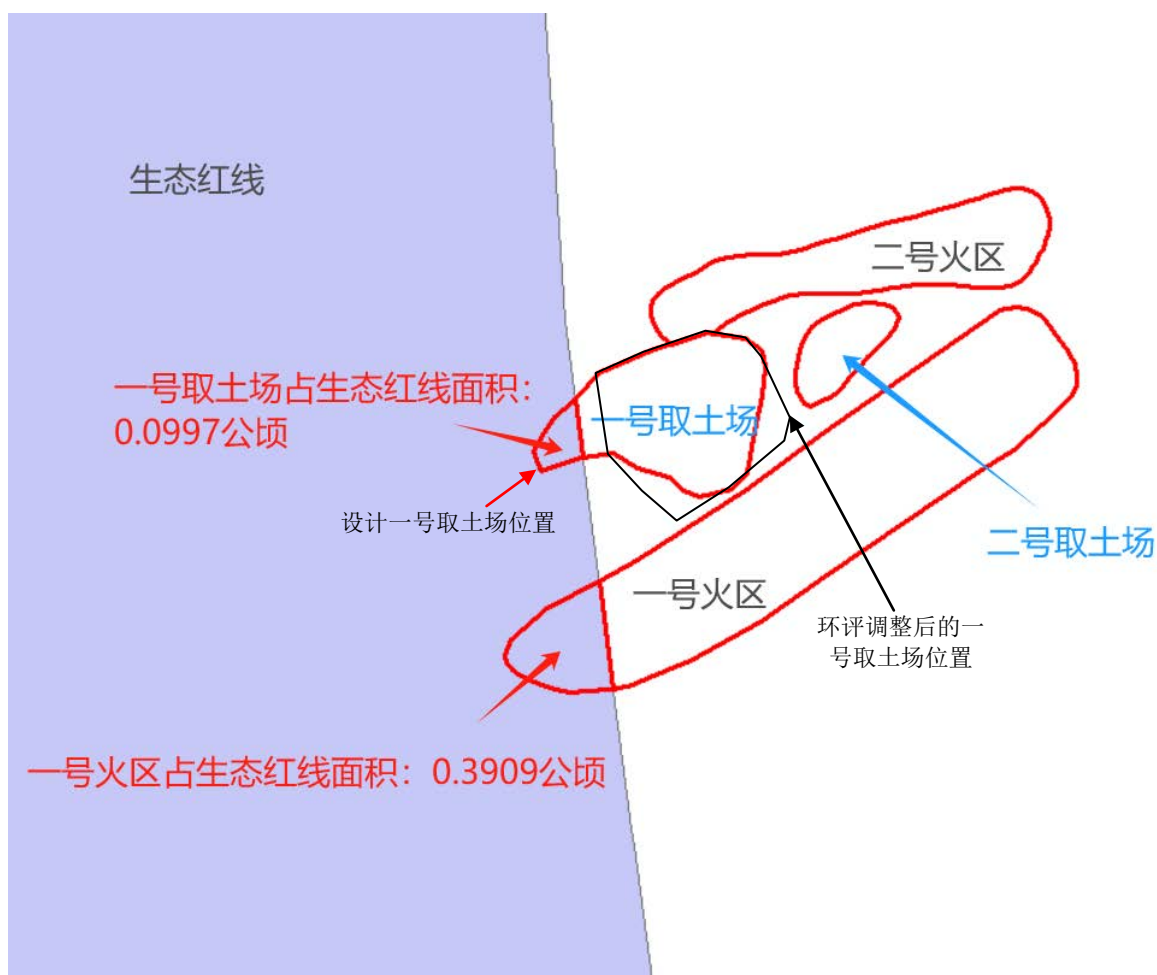 生态红线
二号火区
一号取土场占生态红线面积：
0.0997公顷
一号取土场
设计一号取土场位置
二号取土场
一号火区
环评调整后的一
号取土场位置
一号火区占生态红线面积：0.3909公顷